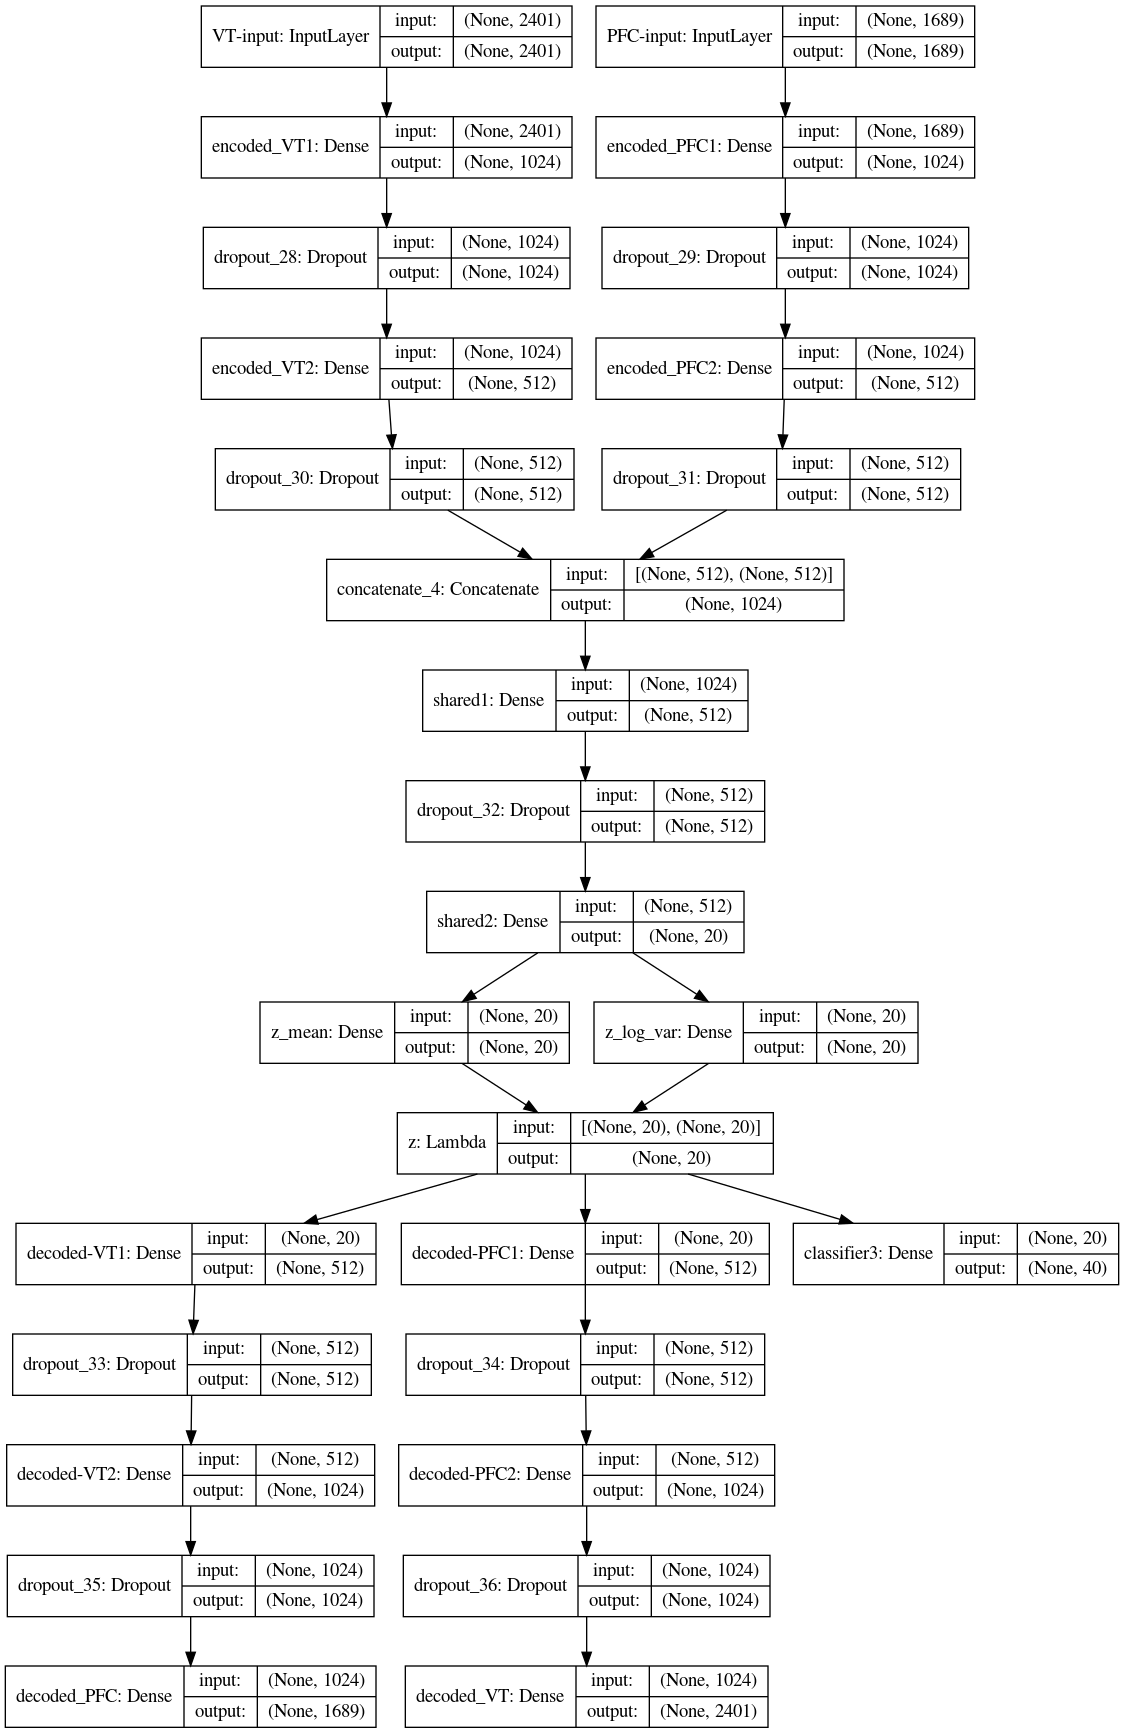 VT-input: InputLayer
input: (None, 2401)
output: (None, 2401)
PFC-input: InputLayer
input: (None, 1689)
output: (None, 1689)
encoded_VT1: Dense
input: (None, 2401)
output: (None, 1024)
encoded_PFC1: Dense
input: (None, 1689)
output: (None, 1024)
dropout_28: Dropout
input: (None, 1024)
output: (None, 1024)
dropout_29: Dropout
input: (None, 1024)
output: (None, 1024)
encoded_VT2: Dense
input: (None, 1024)
output: (None, 512)
encoded_PFC2: Dense
input: (None, 1024)
output: (None, 512)
dropout_30: Dropout
input: (None, 512)
output: (None, 512)
dropout_31: Dropout
input: (None, 512)
output: (None, 512)
concatenate_4: Concatenate
input: [(None, 512), (None, 512)]
output: (None, 1024)
shared1: Dense
input: (None, 1024)
output: (None, 512)
dropout_32: Dropout
input: (None, 512)
output: (None, 512)
shared2: Dense
input: (None, 512)
output: (None, 20)
z_mean: Dense
input: (None, 20)
output: (None, 20)
z_log_var: Dense
input: (None, 20)
output: (None, 20)
z: Lambda
input: [(None, 20), (None, 20)]
output: (None, 20)
decoded-VT1: Dense
input: (None, 20)
output: (None, 512)
decoded-PFC1: Dense
input: (None, 20)
output: (None, 512)
classifier3: Dense
input: (None, 20)
output: (None, 40)
dropout_33: Dropout
input: (None, 512)
output: (None, 512)
dropout_34: Dropout
input: (None, 512)
output: (None, 512)
decoded-VT2: Dense
input: (None, 512)
output: (None, 1024)
decoded-PFC2: Dense
input: (None, 512)
output: (None, 1024)
dropout_35: Dropout
input: (None, 1024)
output: (None, 1024)
dropout_36: Dropout
input: (None, 1024)
output: (None, 1024)
decoded_PFC: Dense
input: (None, 1024)
output: (None, 1689)
decoded_VT: Dense
input: (None, 1024)
output: (None, 2401)